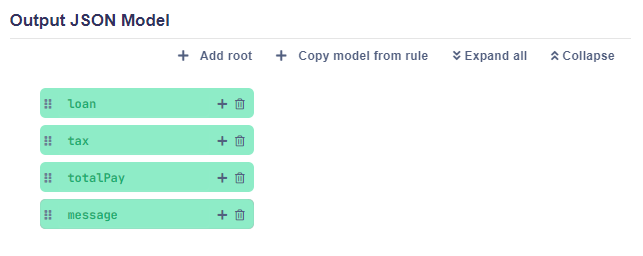 Output JSON Model
Add root Copy model from rule Expand all Collapse
loan
tax
totalPay
message